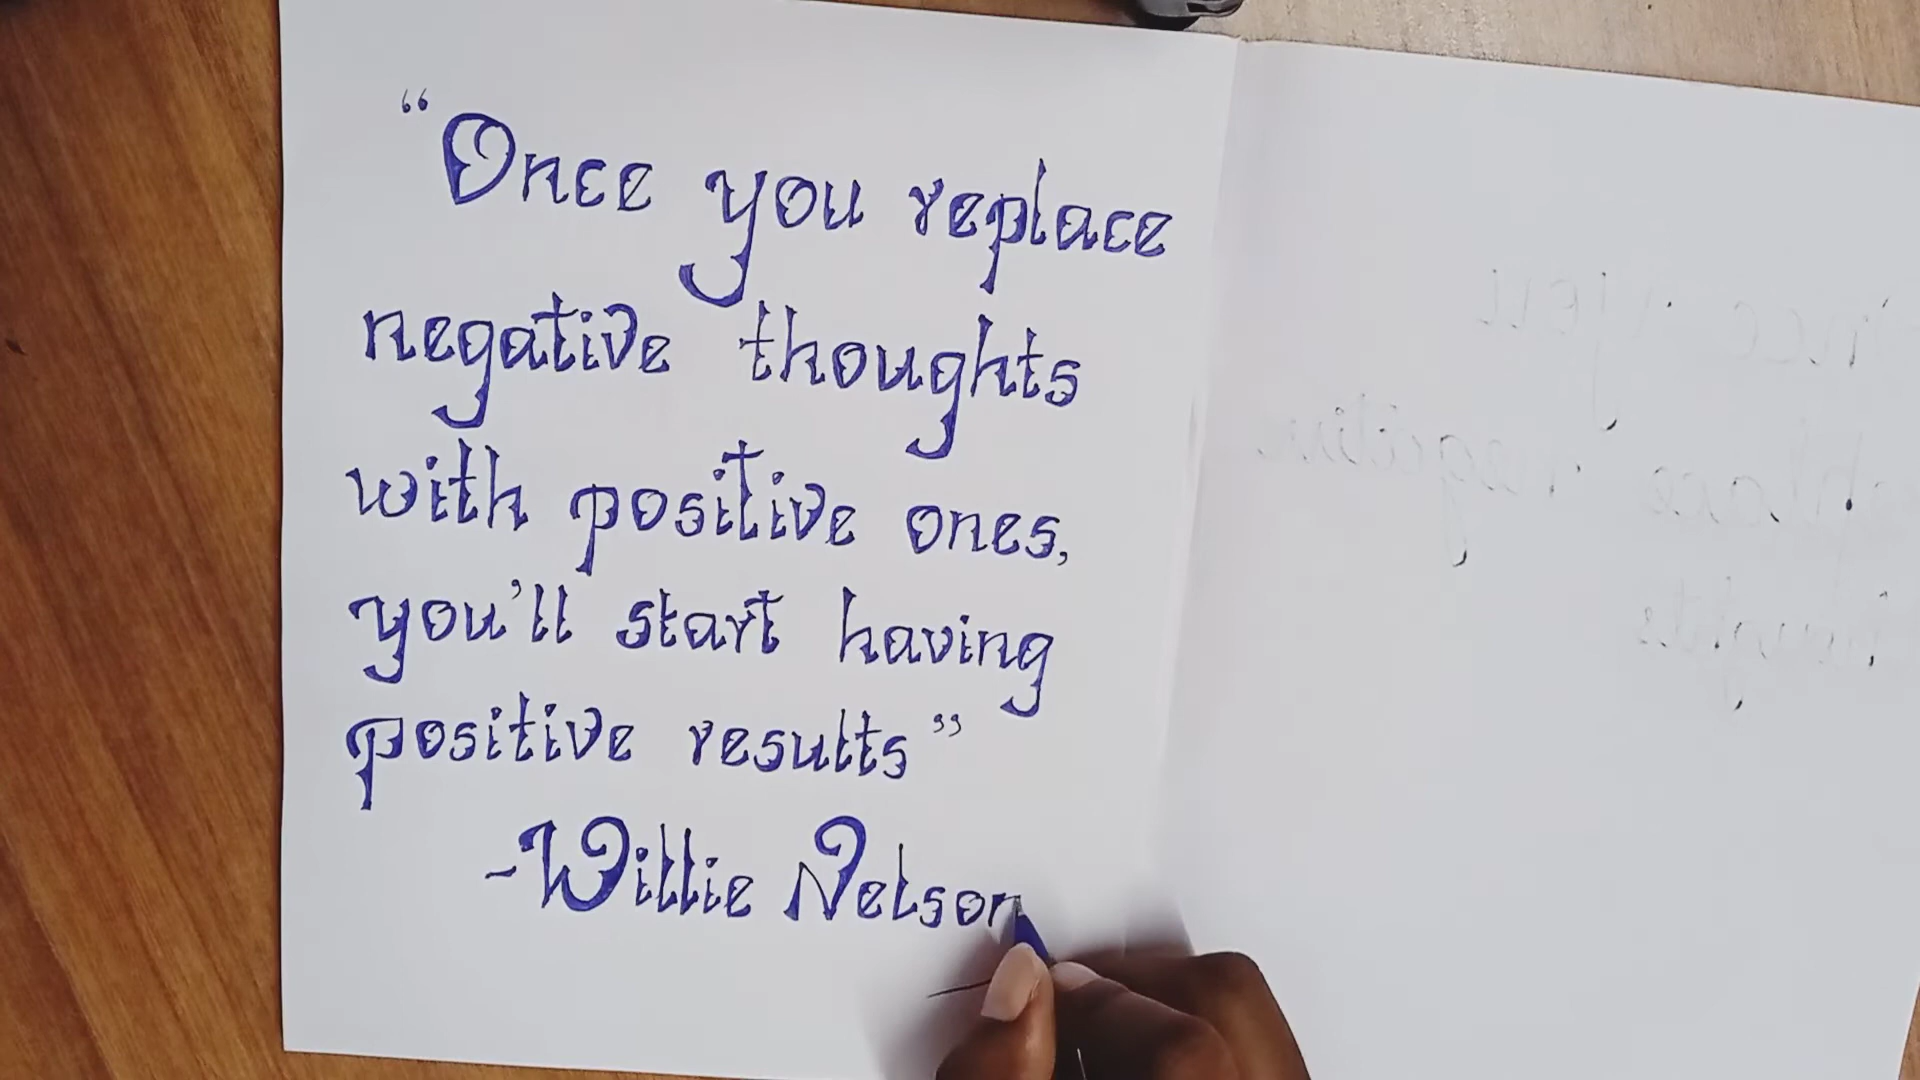 “Once you replace
negative thoughts
with positive ones,
you’ll start having
positive results”
-Willie Nelson